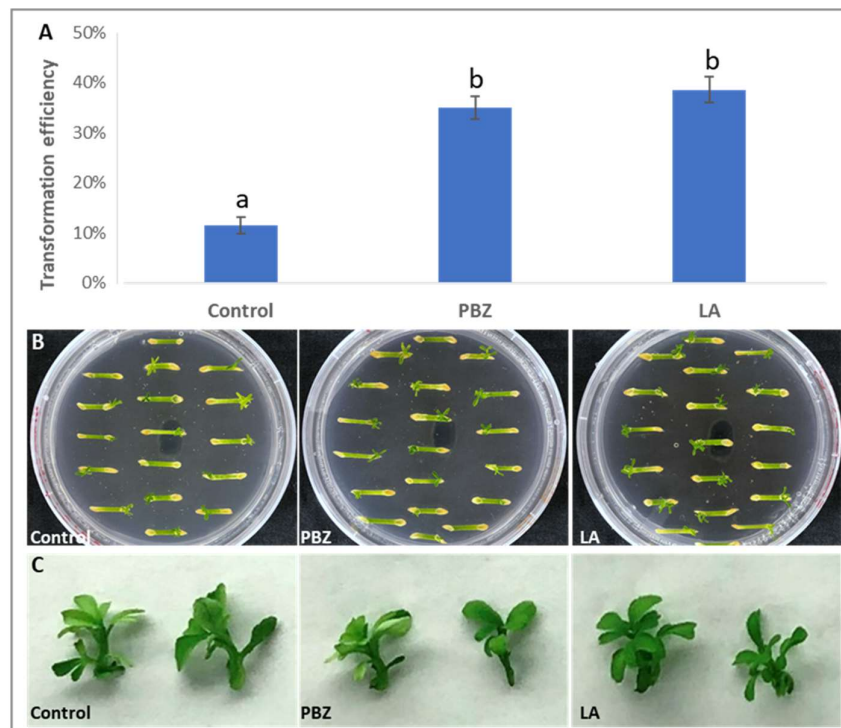 A
50%
40%
30%
20%
10%
0%
Transformation efficiency
a
b
b
Control
PBZ
LA
B
Control
PBZ
LA
C
Control
PBZ
LA